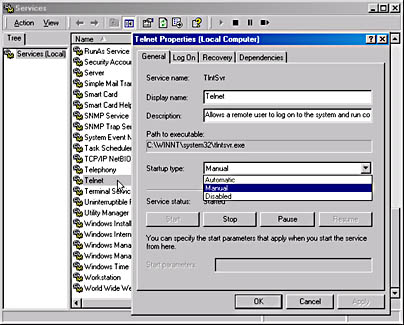 Services
Action View
Tree
Services (Local)
Name
RunAs Service
Security Accou
Server
Simple Mail Tra
Smart Card
Smart Card Help
SNMP Service
SNMP Trap Ser
System Event
Task Schedule
TCP/IP NetBIO
Telephony
Telnet
Terminal Servic
Uninterruptible P
Utility Manager
Windows Install
Windows Intern
Windows Mana
Windows Mana
Windows Time
Workstation
World Wide We
Telnet Properties (Local Computer)
General Log On Recovery Dependencies
Service name: TlntSvr
Display name: Telnet
Description: Allows a remote user to log on to the system and run co
Path to executable:
C:\WINNT\system32\tlntsvr.exe
Startup type: Manual
Automatic
Manual
Disabled
Service status: Started
Start Stop Pause Resume
You can specify the start parameters that apply when you start the service
from here.
Start parameters:
OK Cancel Apply